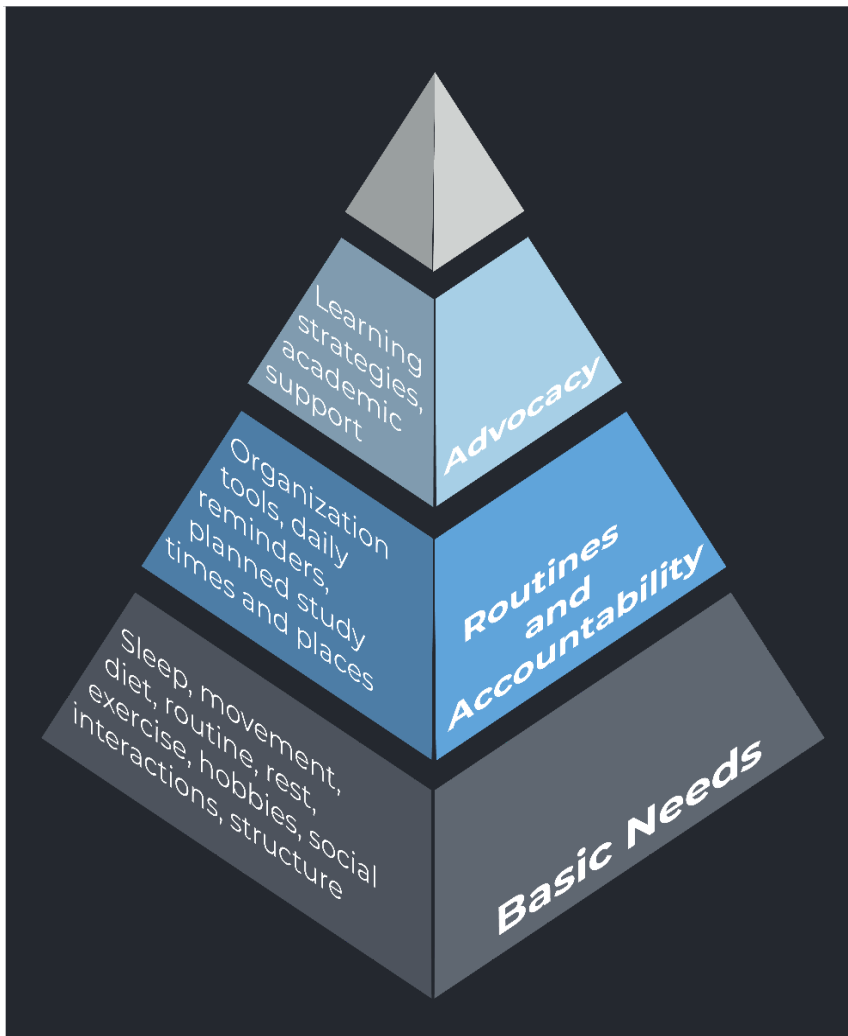 Learning
strategies,
academic
support
Advocacy
Organization
tools, daily
reminders,
planned study
times and places
Routines
and
Accountability
Sleep, movement,
diet, routine, rest,
exercise, hobbies, social
interactions, structure
Basic Needs